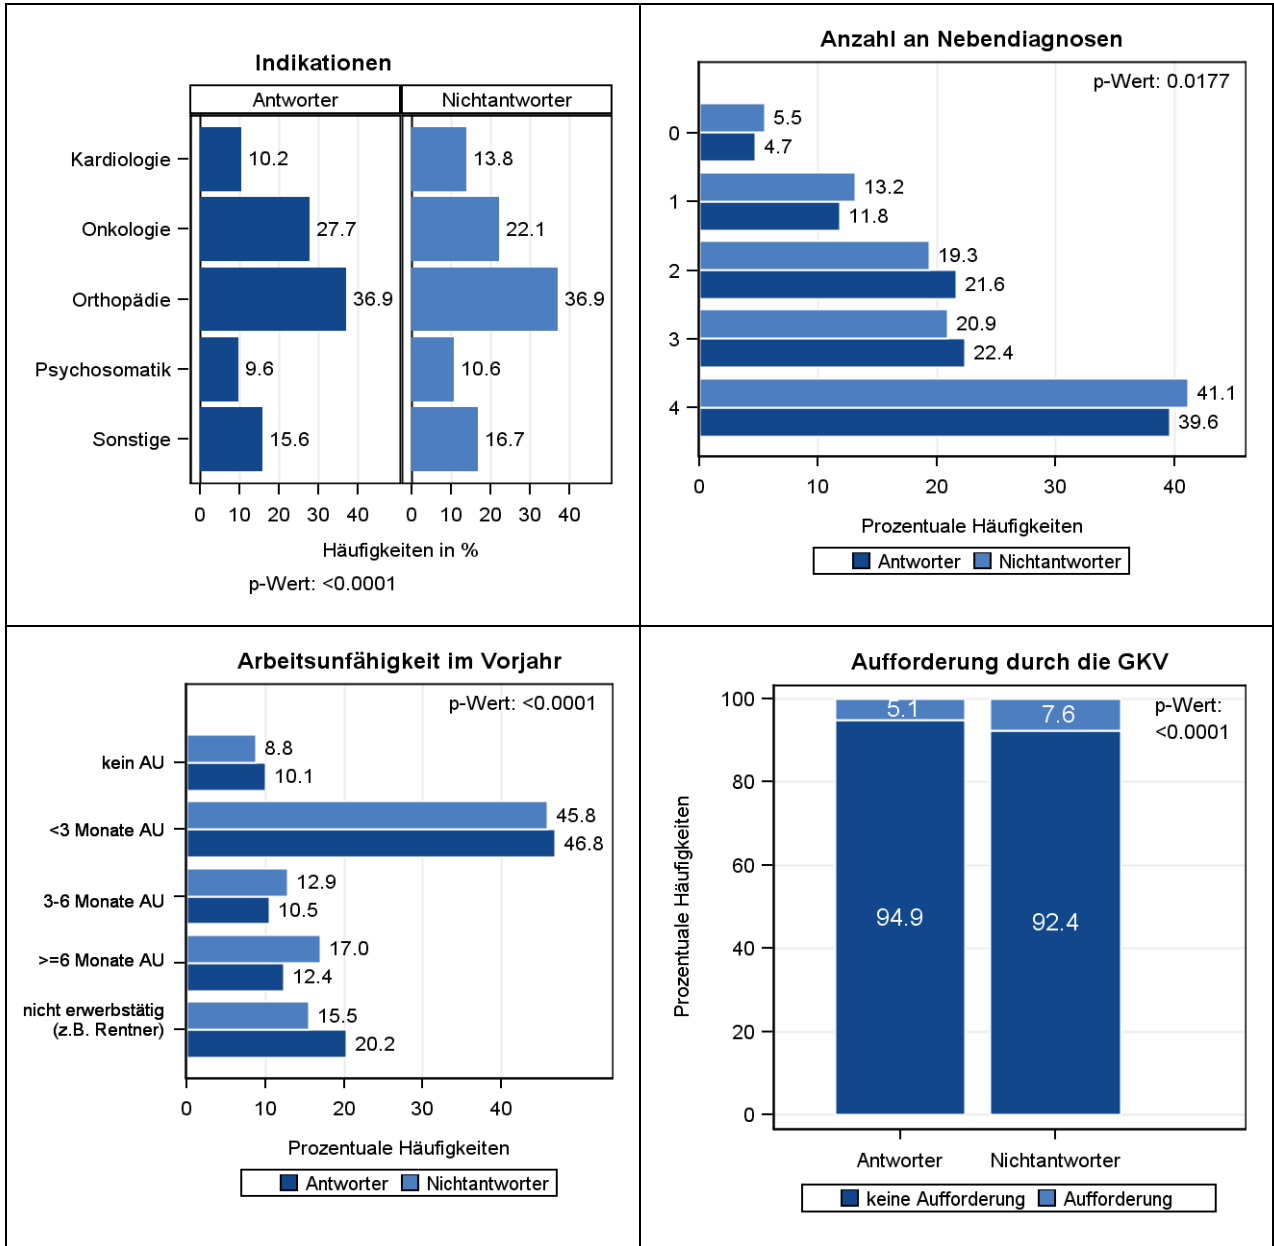 Indikationen
Antworter
Nichtantworter
Kardiologie
10.2
13.8
Onkologie
27.7
22.1
Orthopädie
36.9
36.9
Psychosomatik
9.6
10.6
Sonstige
15.6
16.7
0 10 20 30 40
0 10 20 30 40
Häufigkeiten in %
p-Wert: <0.0001
Anzahl an Nebendiagnosen
p-Wert: 0.0177
0
5.5
4.7
1
13.2
11.8
2
19.3
21.6
3
20.9
22.4
4
41.1
39.6
0 10 20 30 40
Prozentuale Häufigkeiten
Antworter Nichtantworter
Arbeitsunfähigkeit im Vorjahr
p-Wert: <0.0001
kein AU
8.8
10.1
<3 Monate AU
45.8
46.8
3-6 Monate AU
12.9
10.5
>=6 Monate AU
17.0
12.4
nicht erwerbstätig
(z.B. Rentner)
15.5
20.2
0 10 20 30 40
Prozentuale Häufigkeiten
Antworter Nichtantworter
Aufforderung durch die GKV
p-Wert:
<0.0001
Prozentuale Häufigkeiten
100
80
60
40
20
0
5.1
7.6
94.9
92.4
Antworter
Nichtantworter
keine Aufforderung Aufforderung